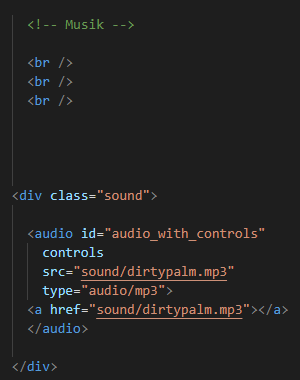 <!-- Musik -->
<br />
<br />
<br />
<div class="sound">
<audio id="audio_with_controls"
controls
src="sound/dirtypalm.mp3"
type="audio/mp3">
<a href="sound/dirtypalm.mp3"></a>
</audio>
</div>